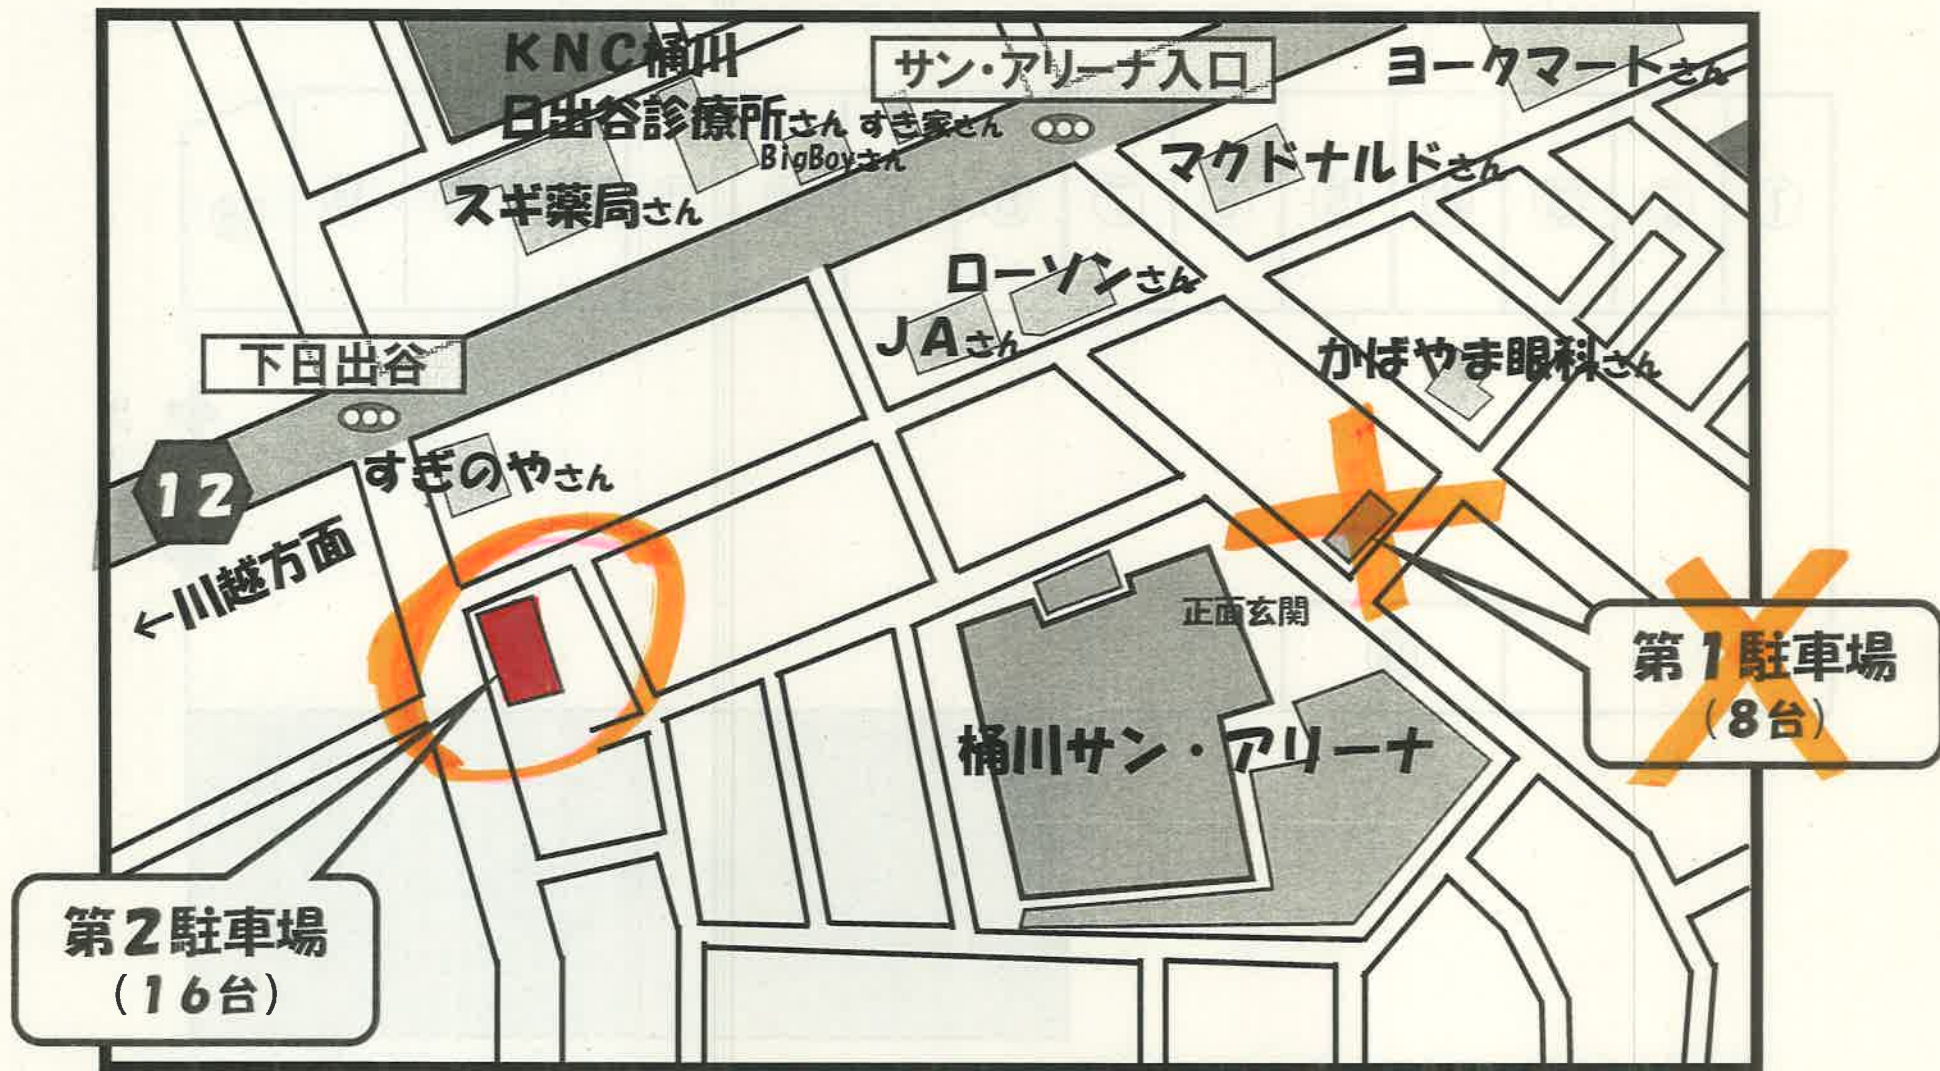 KNC桶川
日出谷診療所さん
すき家さん
BigBoyさん
スギ薬局さん
サン・アリーナ入口
ヨークマートさん
マクドナルドさん
ローソンさん
JAさん
かばやま眼科さん
下日出谷
12
すぎのやさん
←川越方面
正面玄関
桶川サン・アリーナ
第1駐車場
(8台)
第2駐車場
(16台)